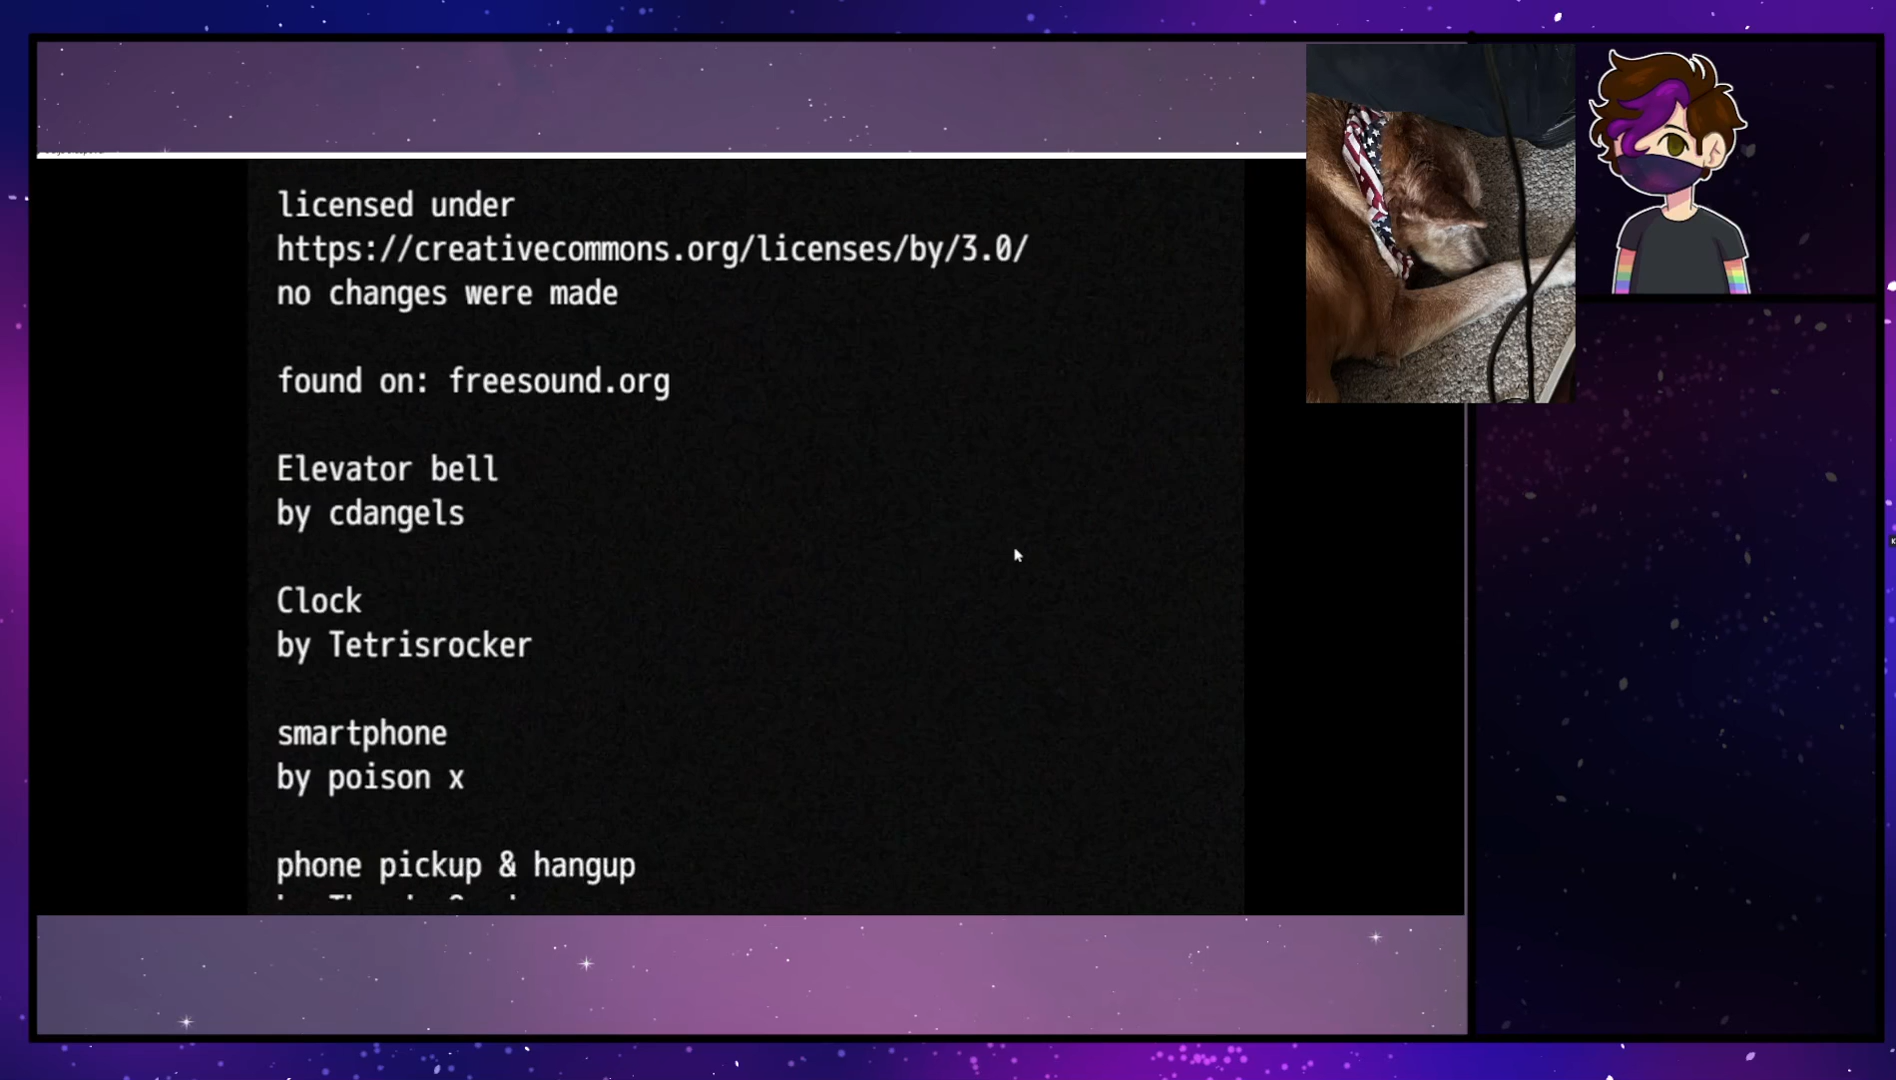 licensed under
https://creativecommons.org/licenses/by/3.0/
no changes were made
found on: freesound.org
Elevator bell
by cdangels
Clock
by Tetrisrocker
smartphone
by poison x
phone pickup & hangup